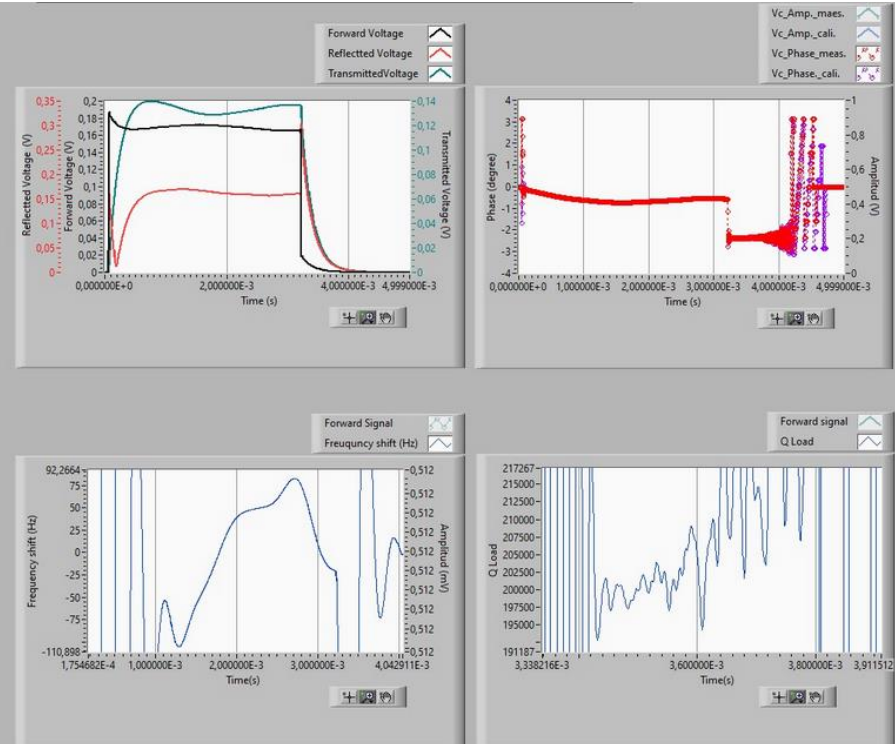 Forward Voltage
Reflectted Voltage
TransmittedVoltage
Reflectted Voltage (V)
0,35
0,3
0,25
0,2
0,15
0,1
0,05
0
Forward Voltage (V)
0,2
0,18
0,16
0,14
0,12
0,1
0,08
0,06
0,04
0,02
0
Transmitted Voltage (V)
0,14
0,12
0,1
0,08
0,06
0,04
0,02
0
0,000000E+0 2,000000E-3 4,000000E-3 4,999000E-3
Time (s)
Vc_Amp._maes.
Vc_Amp._cali.
Vc_Phase_meas.
Vc_Phase._cali.
Phase (degree)
4
3
2
1
0
-1
-2
-3
-4
Amplitud (V)
1
0,8
0,6
0,4
0,2
0
0,000000E+0 1,000000E-3 2,000000E-3 3,000000E-3 4,000000E-3 4,999000E-3
Time (s)
Forward Signal
Freuquncy shift (Hz)
Frequency shift (Hz)
92,2664
75
50
25
0
-25
-50
-75
-110,898
Amplitud (mV)
0,512
0,512
0,512
0,512
0,512
0,512
0,512
0,512
0,512
1,754682E-4 1,000000E-3 2,000000E-3 3,000000E-3 4,042911E-3
Time(s)
Forward signal
Q Load
Q Load
217267
215000
212500
210000
207500
205000
202500
200000
197500
195000
191187
3,338216E-3 3,600000E-3 3,800000E-3 3,911512
Time(s)